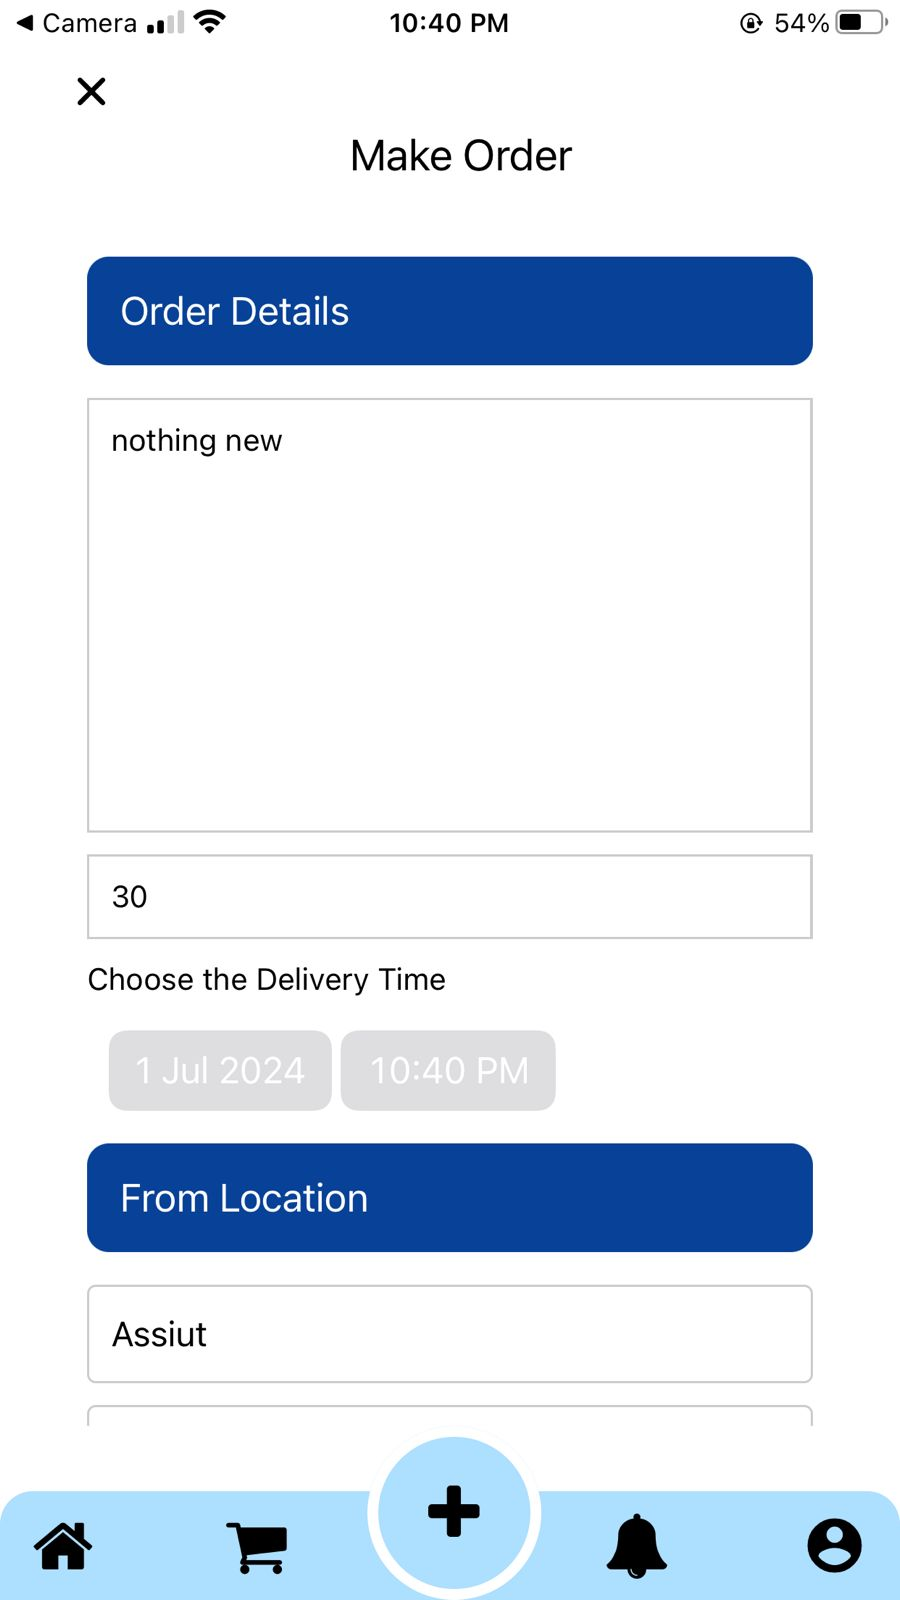 Camera 10:40 PM 54%
Make Order
Order Details
nothing new
30
Choose the Delivery Time
1 Jul 2024 10:40 PM
From Location
Assiut